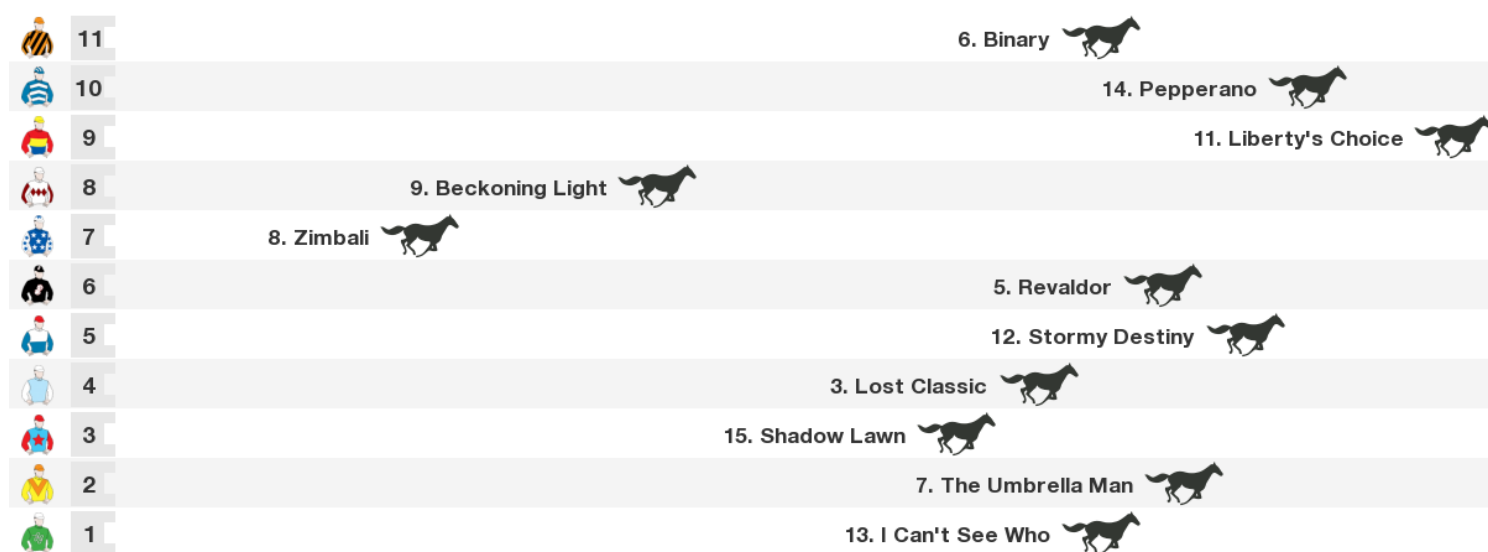 11 6. Binary
10 14. Pepperano
9 11. Liberty's Choice
8 9. Beckoning Light
7 8. Zimbali
6 5. Revaldor
5 12. Stormy Destiny
4 3. Lost Classic
3 15. Shadow Lawn
2 7. The Umbrella Man
1 13. I Can't See Who